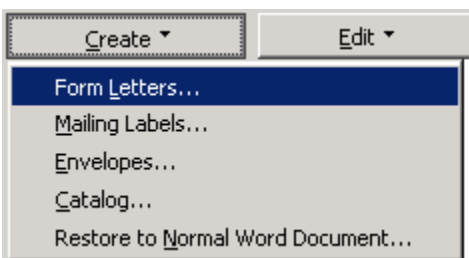 Create Edit
Form Letters...
Mailing Labels...
Envelopes...
Catalog...
Restore to Normal Word Document...